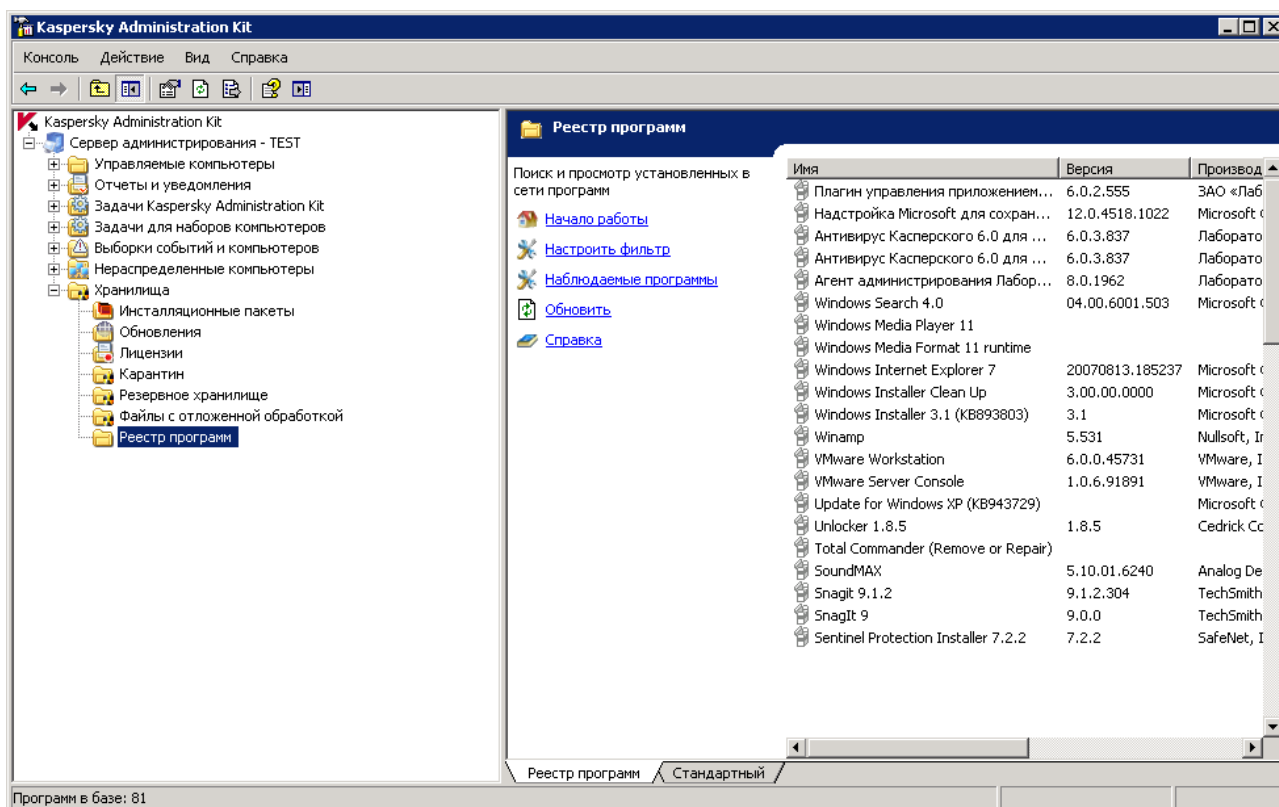 Kaspersky Administration Kit
Консоль Действие Вид Справка
Kaspersky Administration Kit
Сервер администрирования - TEST
Управляемые компьютеры
Отчеты и уведомления
Задачи Kaspersky Administration Kit
Задачи для наборов компьютеров
Выборки событий и компьютеров
Нераспределенные компьютеры
Хранилища
Инсталляционные пакеты
Обновления
Лицензии
Карантин
Резервное хранилище
Файлы с отложенной обработкой
Реестр программ
Реестр программ
Поиск и просмотр установленных в
сети программ
Начало работы
Настроить фильтр
Наблюдаемые программы
Обновить
Справка
Имя Версия Производ
Плагин управления приложением... 6.0.2.555 ЗАО «Лаб
Надстройка Microsoft для сохран... 12.0.4518.1022 Microsoft
Антивирус Касперского 6.0 для ... 6.0.3.837 Лаборато
Антивирус Касперского 6.0 для ... 6.0.3.837 Лаборато
Агент администрирования Лабор... 8.0.1962 Лаборато
Windows Search 4.0 04.00.6001.503 Microsoft
Windows Media Player 11
Windows Media Format 11 runtime
Windows Internet Explorer 7 20070813.185237 Microsoft
Windows Installer Clean Up 3.00.00.0000 Microsoft
Windows Installer 3.1 (KB893803) 3.1 Microsoft
Winamp 5.531 Nullsoft, In
VMware Workstation 6.0.0.45731 VMware, I
VMware Server Console 1.0.6.91891 VMware, I
Update for Windows XP (KB943729) Microsoft
Unlocker 1.8.5 1.8.5 Cedrick Co
Total Commander (Remove or Repair)
SoundMAX 5.10.01.6240 Analog De
Snagit 9.1.2 9.1.2.304 TechSmith
SnagIt 9 9.0.0 TechSmith
Sentinel Protection Installer 7.2.2 7.2.2 SafeNet, I
Реестр программ Стандартный
Программ в базе: 81